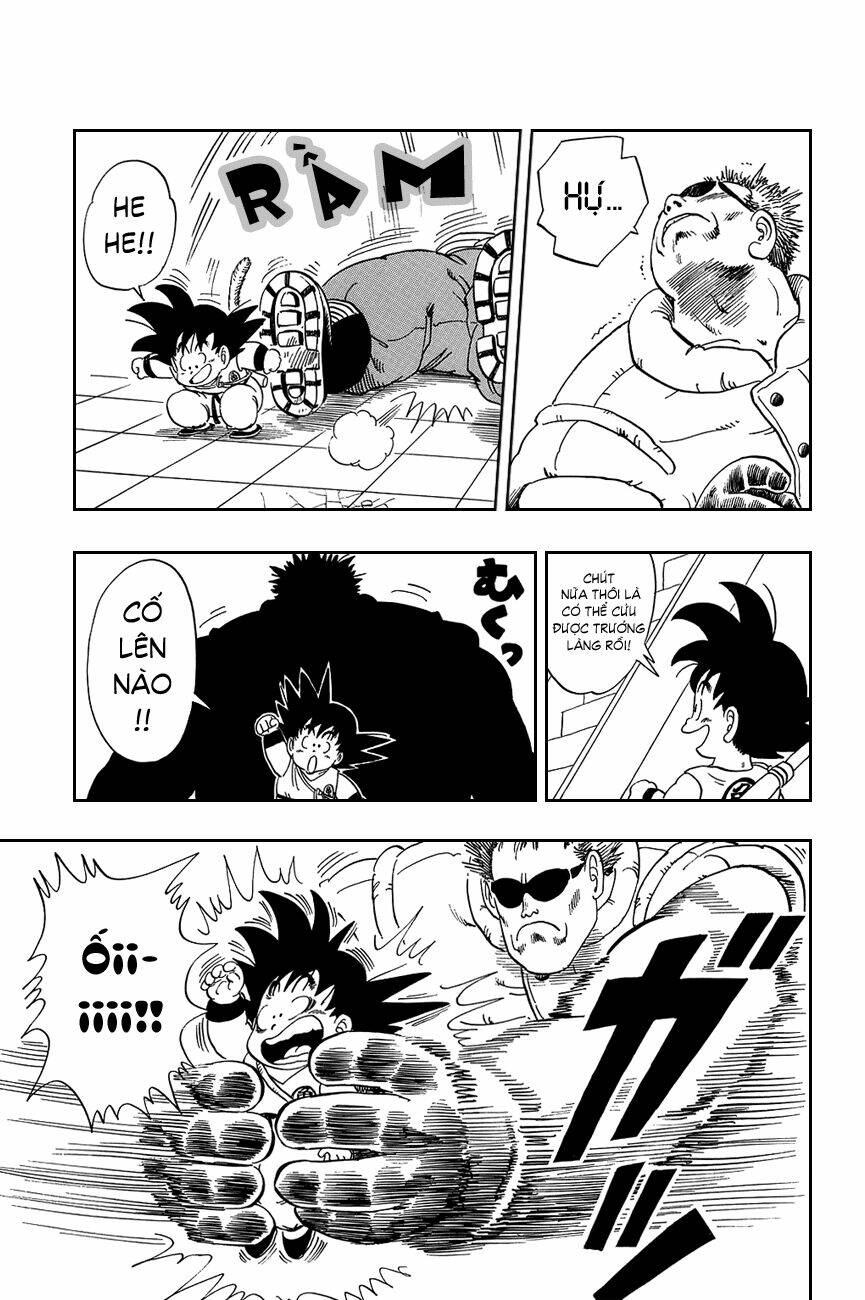 HỰ...
RẦM
HE
HE!!
CHÚT
NỮA THÔI LÀ
CÓ THỂ CỨU
ĐƯỢC TRƯỞNG
LÀNG RỒI!
むくっ
CỐ
LÊN
NÀO
!!
ガッ
Ốii-
iiii!!